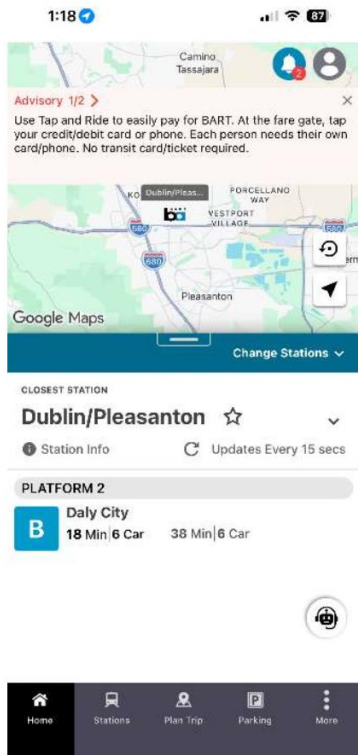 1:18
87
Camino
Tassajara
2
Advisory 1/2 >
Use Tap and Ride to easily pay for BART. At the fare gate, tap
your credit/debit card or phone. Each person needs their own
card/phone. No transit card/ticket required.
KO
Dublin/Pleas...
PORCELLANO
WAY
ba
VESTPORT
VILLAGE
580
580
680
Pleasanton
Google Maps
Change Stations
CLOSEST STATION
Dublin/Pleasanton
Station Info
Updates Every 15 secs
PLATFORM 2
B
Daly City
18 Min|6 Car
38 Min|6 Car
Home
Stations
Plan Trip
P
Parking
More